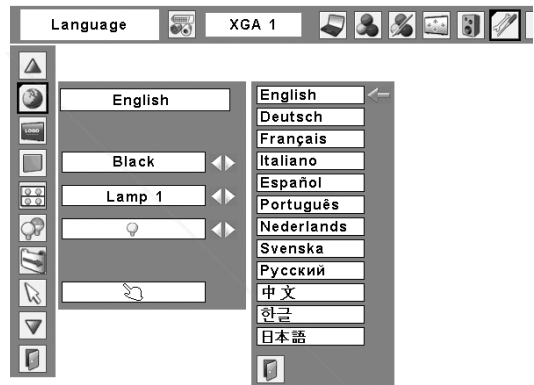 Language
XGA 1
LOGO
English
Black
Lamp 1
English
Deutsch
Français
Italiano
Español
Português
Nederlands
Svenska
Русский
中文
한글
日本語